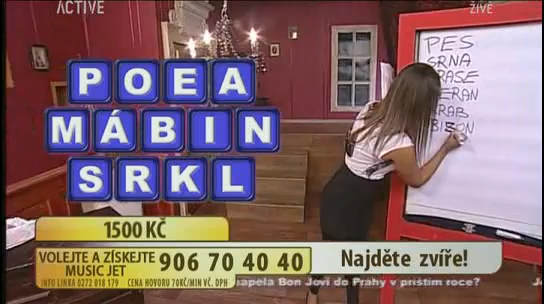 ACTIVE
ŽIVĚ
POEA
MÁBIN
SRKL
PES
SRNA
RASE
ERAN
RAB
BIZON
1500 KČ
VOLEJTE A ZÍSKEJTE
MUSIC JET
906 70 40 40
INFO LINKA 0272 018 179
CENA HOVORU 70KČ/MIN VČ. DPH
Najděte zvíře!
kapela Bon Jovi do Prahy v příštím roce?